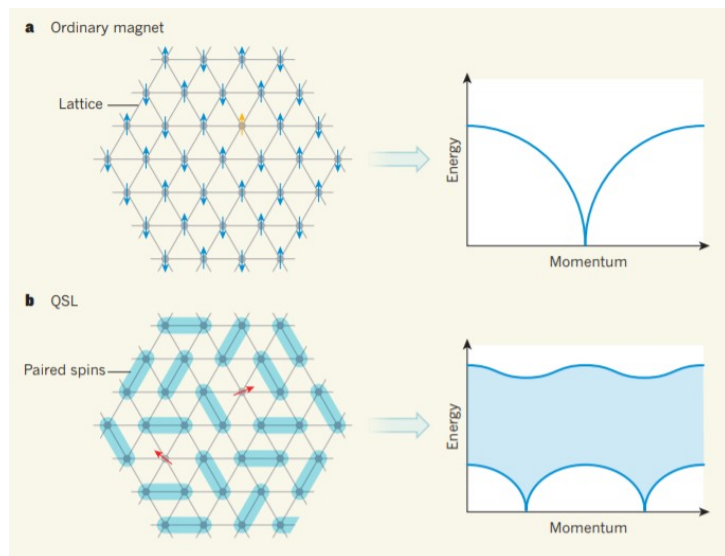 a Ordinary magnet
Lattice
Energy
Momentum
b QSL
Paired spins
Energy
Momentum